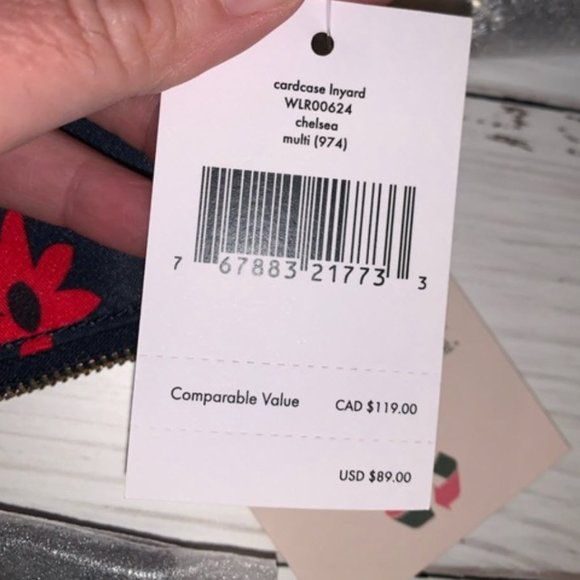 cardcase lnyard
WLR00624
chelsea
multi (974)
7 67883 21773 3
Comparable Value CAD $119.00
USD $89.00